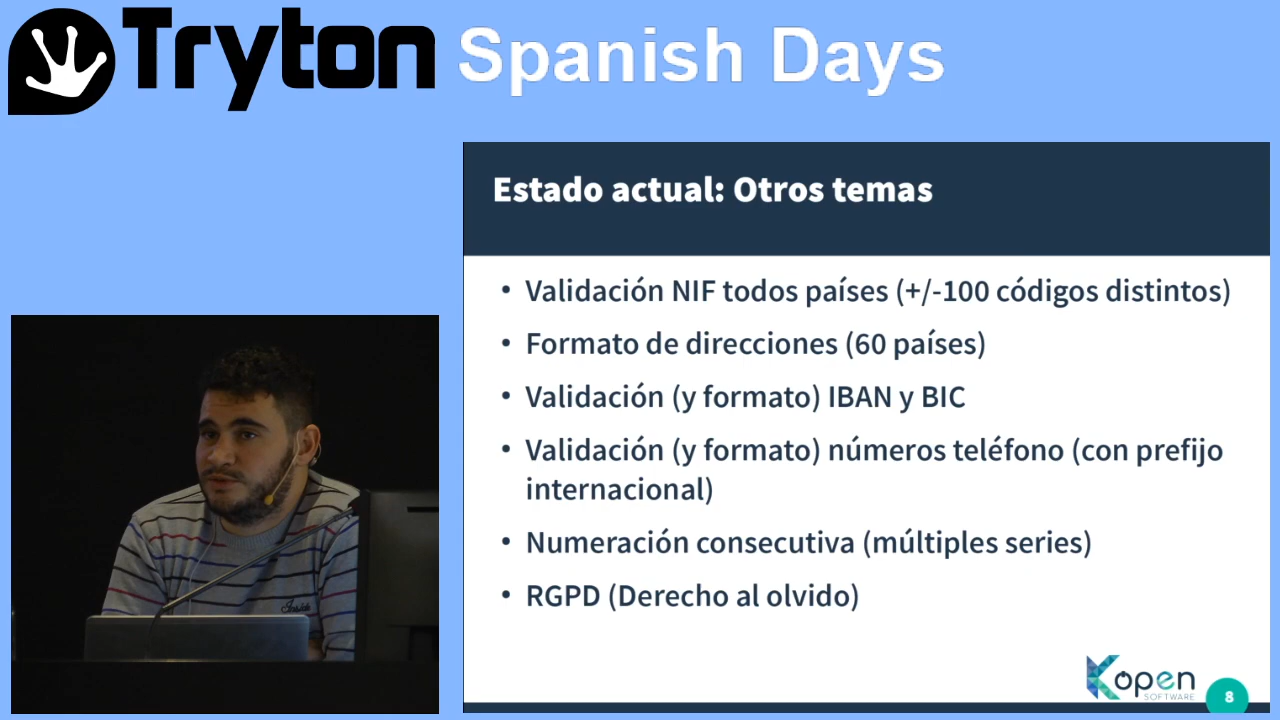 Tryton Spanish Days
Estado actual: Otros temas
• Validación NIF todos países (+/-100 códigos distintos)
• Formato de direcciones (60 países)
• Validación (y formato) IBAN y BIC
• Validación (y formato) números teléfono (con prefijo
internacional)
• Numeración consecutiva (múltiples series)
• RGPD (Derecho al olvido)
Kopen
SOFTWARE
8
Inside